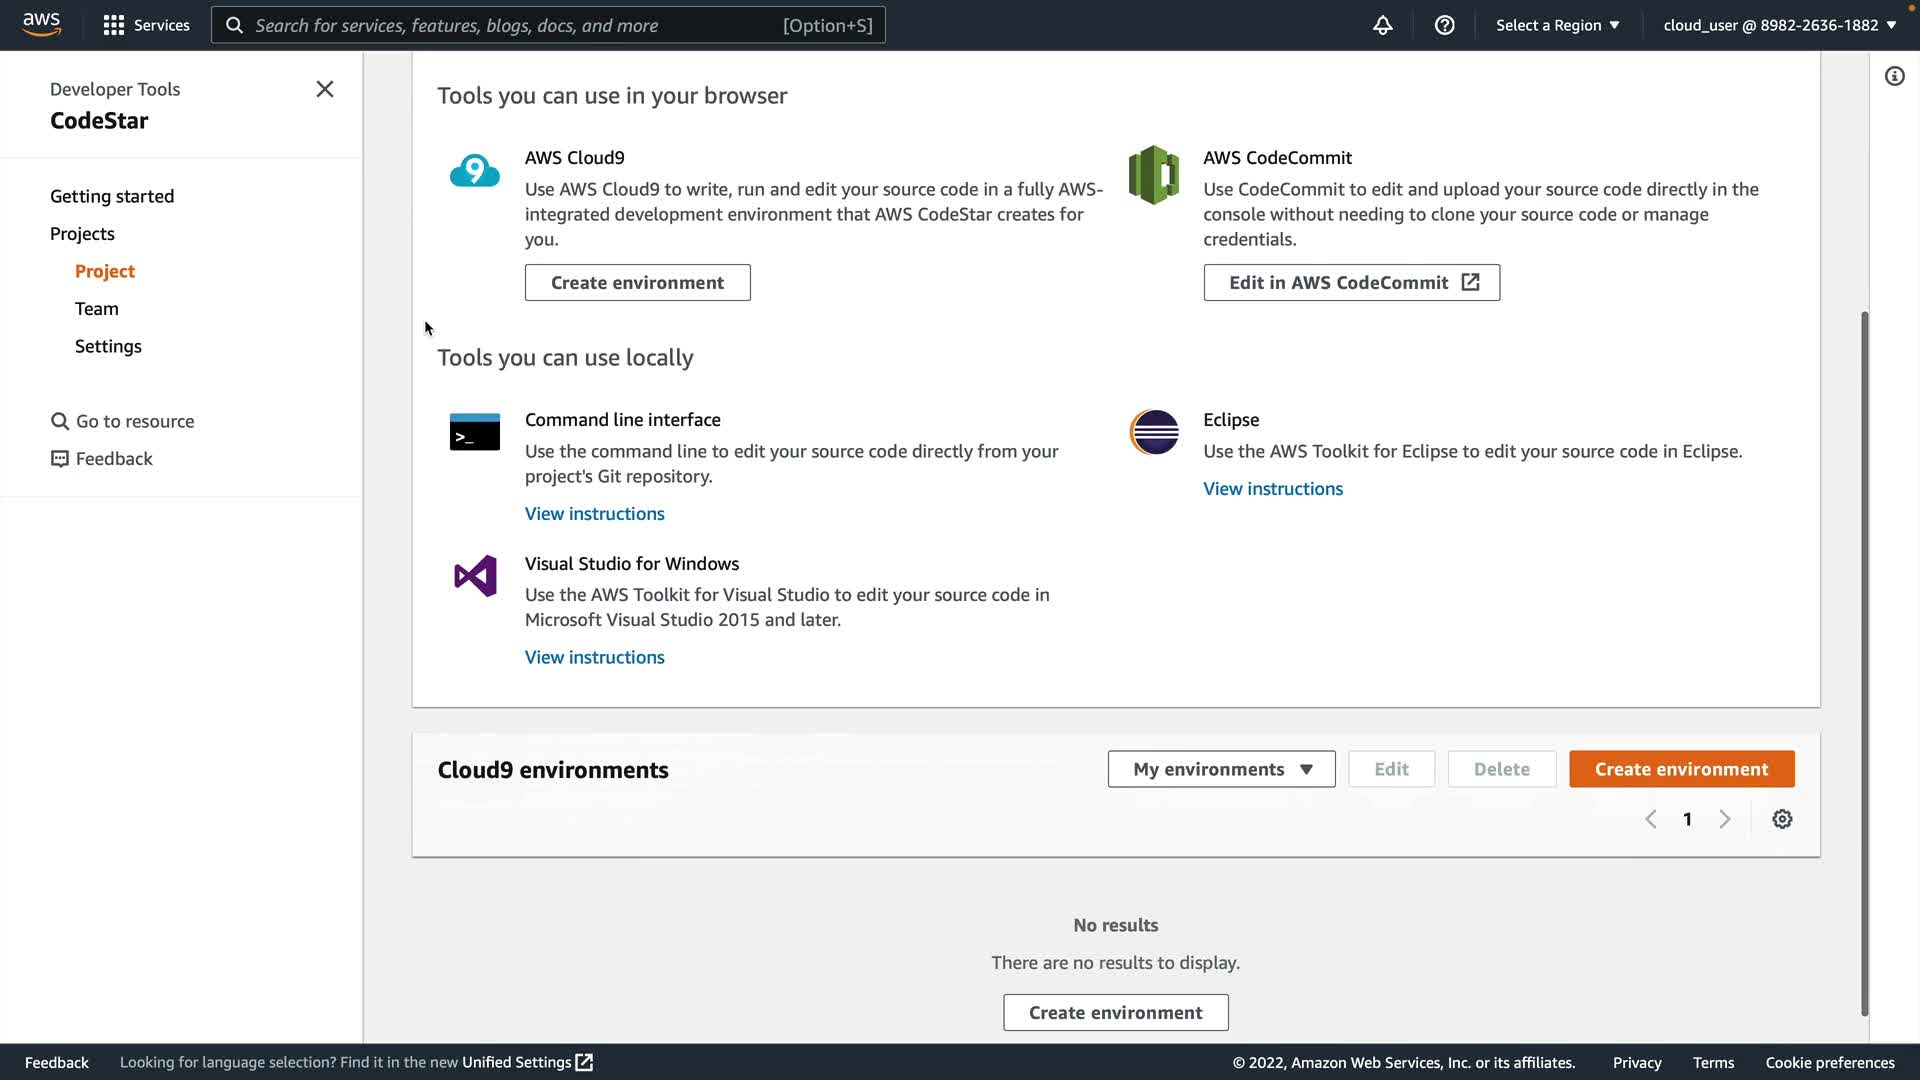 aws
Services
Search for services, features, blogs, docs, and more
[Option+S]
Select a Region ▼
cloud_user @ 8982-2636-1882 ▼
Developer Tools
CodeStar
Getting started
Projects
Project
Team
Settings
Go to resource
Feedback
Tools you can use in your browser
9
AWS Cloud9
Use AWS Cloud9 to write, run and edit your source code in a fully AWS-
integrated development environment that AWS CodeStar creates for
you.
Create environment
AWS CodeCommit
Use CodeCommit to edit and upload your source code directly in the
console without needing to clone your source code or manage
credentials.
Edit in AWS CodeCommit
Tools you can use locally
>_
Command line interface
Use the command line to edit your source code directly from your
project's Git repository.
View instructions
Eclipse
Use the AWS Toolkit for Eclipse to edit your source code in Eclipse.
View instructions
Visual Studio for Windows
Use the AWS Toolkit for Visual Studio to edit your source code in
Microsoft Visual Studio 2015 and later.
View instructions
Cloud9 environments
My environments ▼
Edit
Delete
Create environment
1
No results
There are no results to display.
Create environment
Feedback
Looking for language selection? Find it in the new Unified Settings
© 2022, Amazon Web Services, Inc. or its affiliates.
Privacy
Terms
Cookie preferences